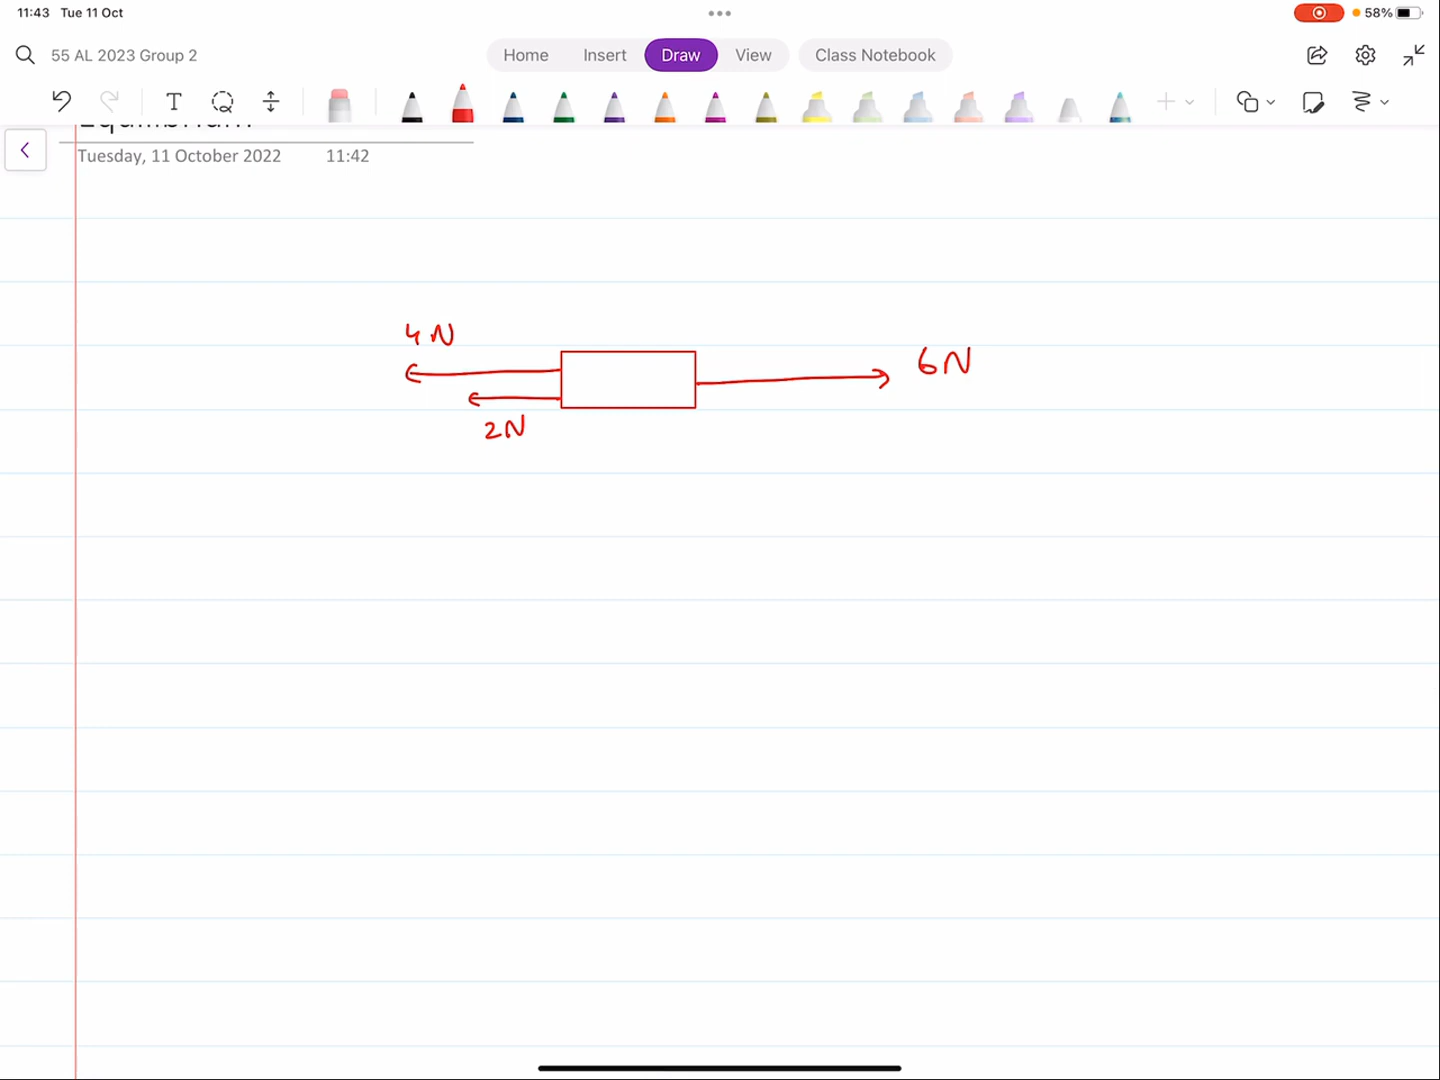 11:43 Tue 11 Oct
58%
55 AL 2023 Group 2
Home Insert Draw View Class Notebook
T
Equilibrium
Tuesday, 11 October 2022 11:42
4N
6N
2N